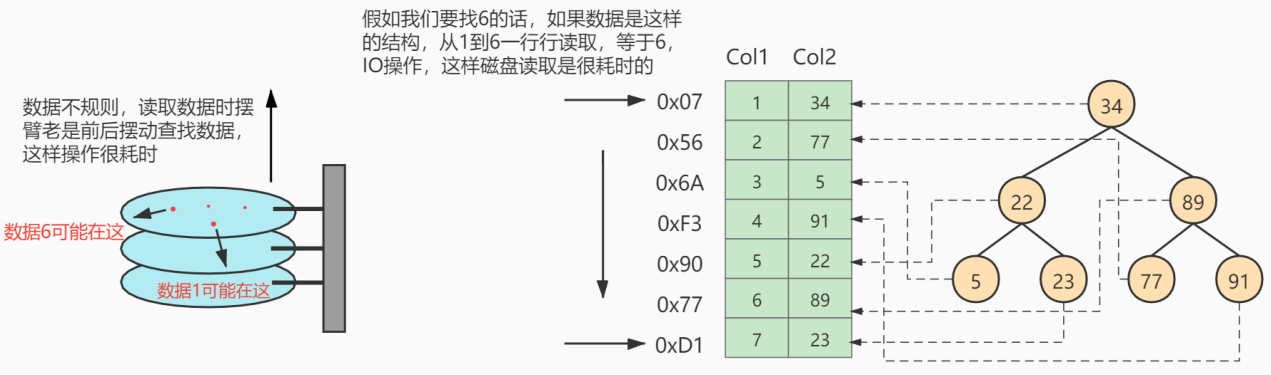 假如我们要找6的话，如果数据是这样
的结构，从1到6一行行读取，等于6，
IO操作，这样磁盘读取是很耗时的
数据不规则，读取数据时摆
臂老是前后摆动查找数据，
这样操作很耗时
数据6可能在这
数据1可能在这
Col1 Col2
0x07 1 34
0x56 2 77
0x6A 3 5
0xF3 4 91
0x90 5 22
0x77 6 89
0xD1 7 23
34
22 89
5 23 77 91